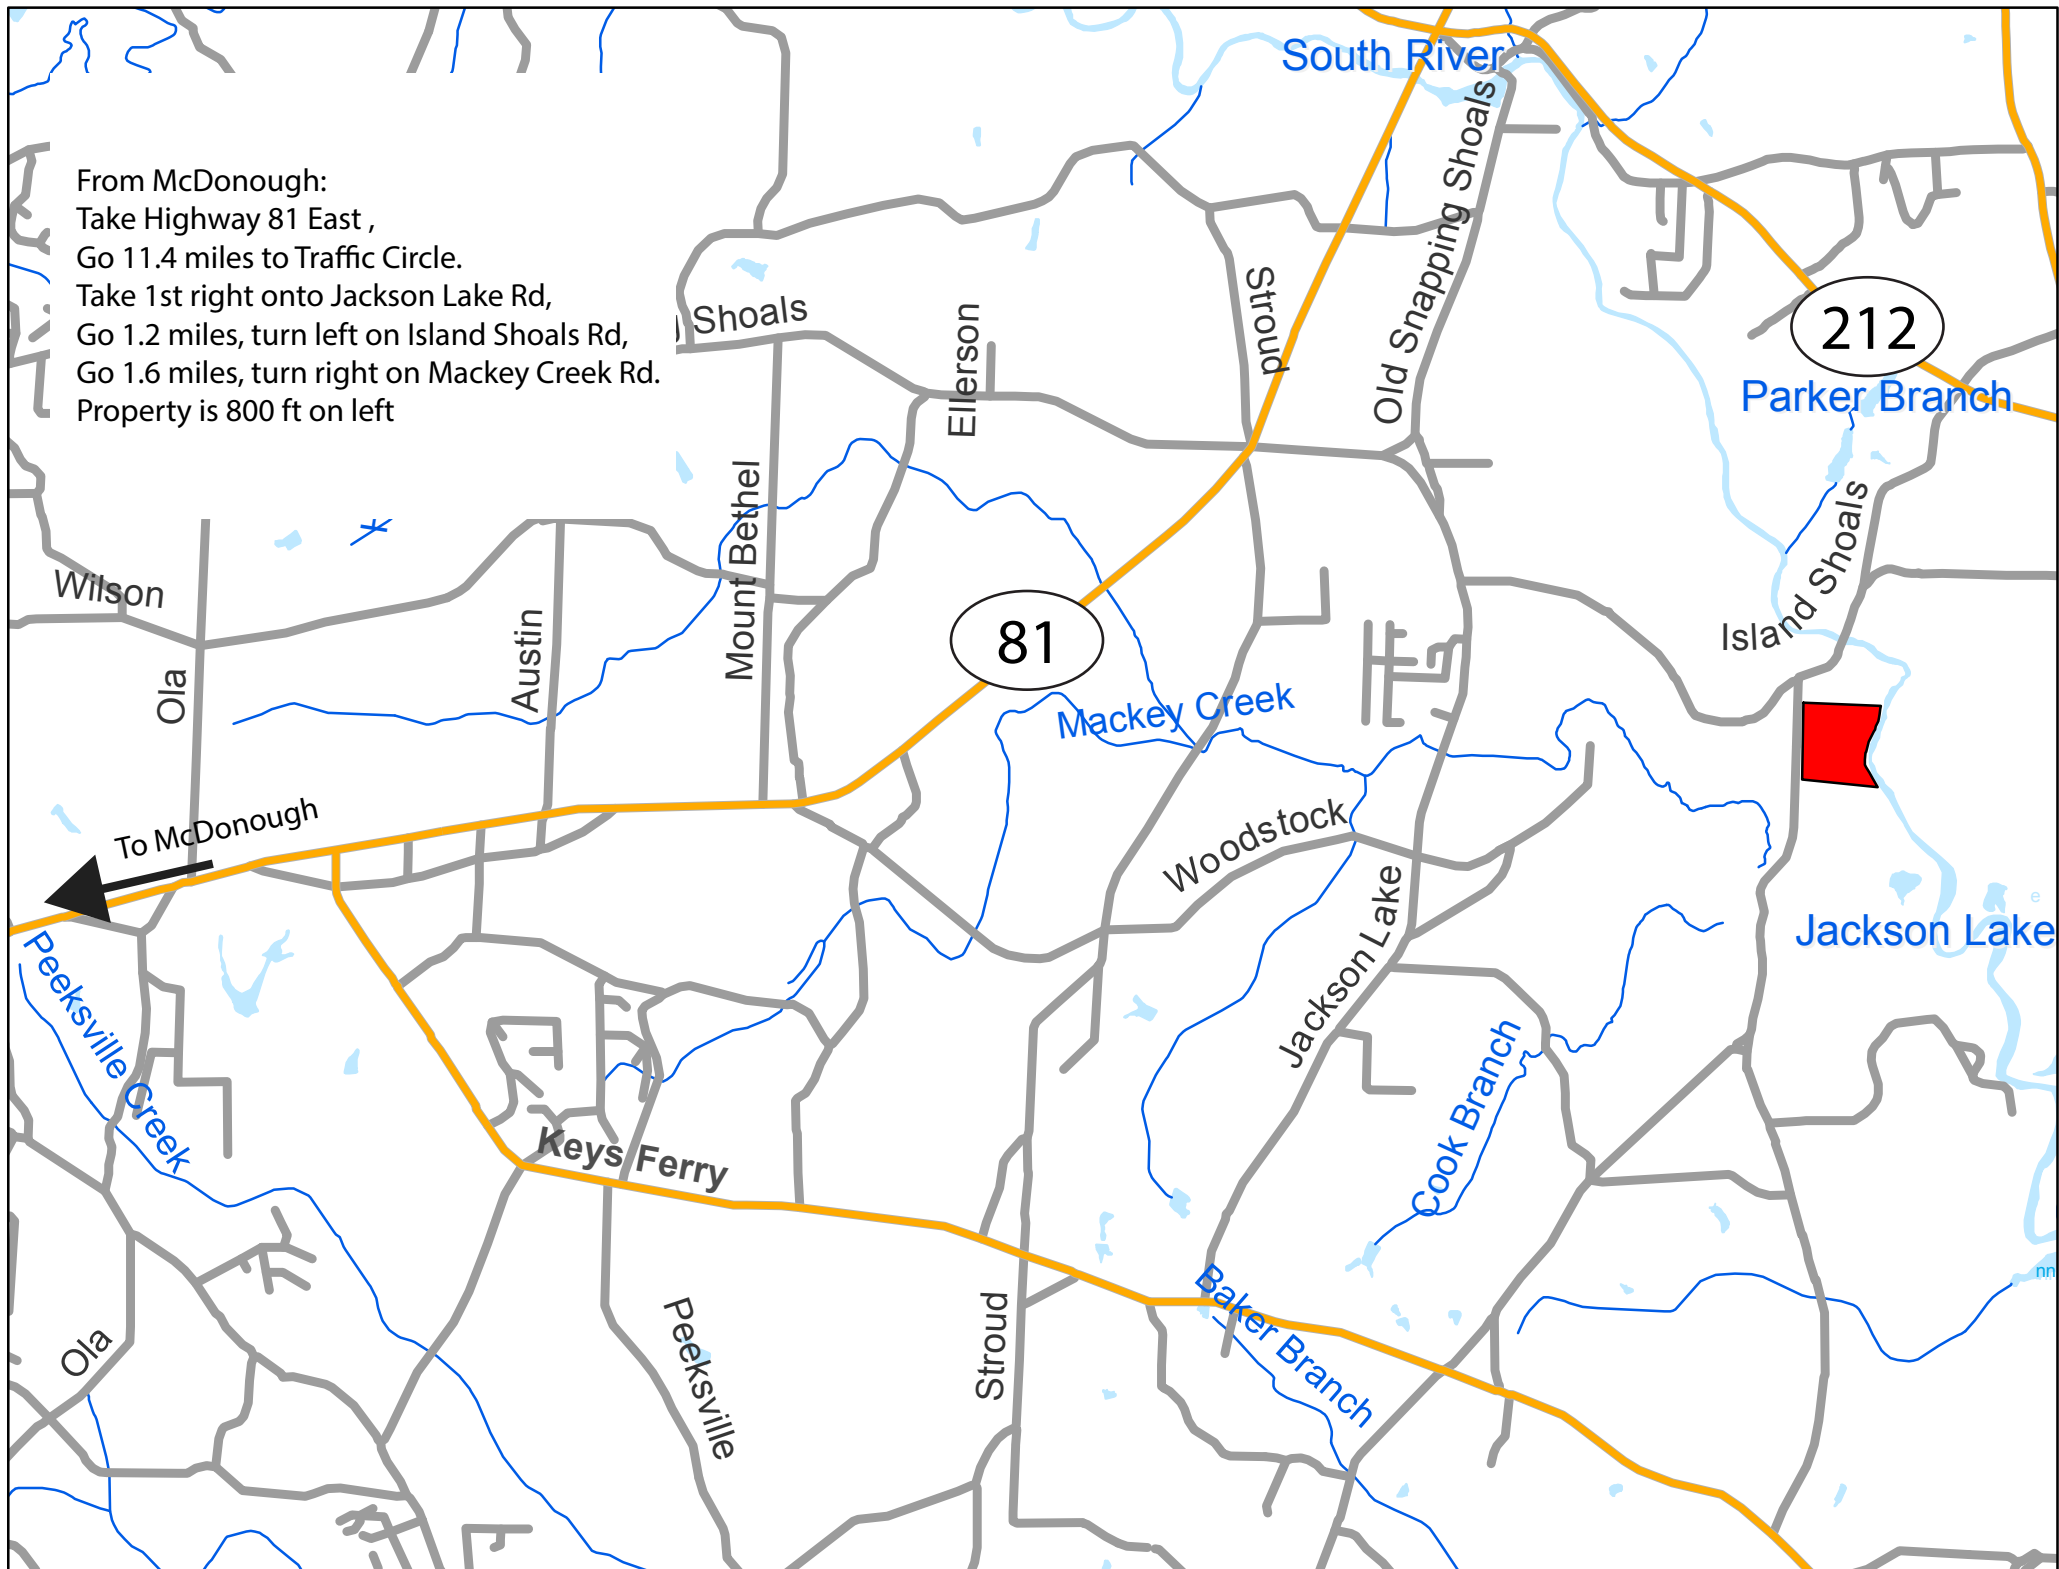 South River
From McDonough:
Take Highway 81 East ,
Go 11.4 miles to Traffic Circle.
Take 1st right onto Jackson Lake Rd,
Go 1.2 miles, turn left on Island Shoals Rd,
Go 1.6 miles, turn right on Mackey Creek Rd.
Property is 800 ft on left
Old Snapping Shoals
Shoals
Stroud
Ellerson
212
Parker Branch
Island Shoals
Mount Bethel
Wilson
Austin
Ola
81
Mackey Creek
To McDonough
Woodstock
Jackson Lake
Jackson Lake
e
Peeksville Creek
Cook Branch
Keys Ferry
Baker Branch
nn
Ola
Peeksville
Stroud